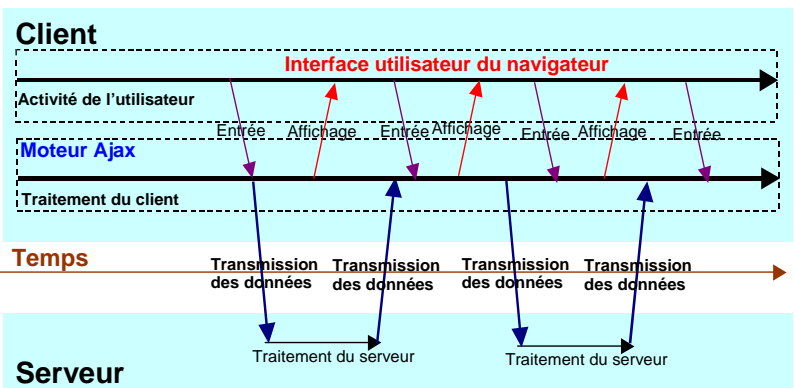 Client
Interface utilisateur du navigateur
Activité de l'utilisateur
Entrée Affichage Entrée Affichage Entrée Affichage Entrée
Moteur Ajax
Traitement du client
Temps
Transmission des données
Transmission des données
Transmission des données
Transmission des données
Traitement du serveur
Traitement du serveur
Serveur